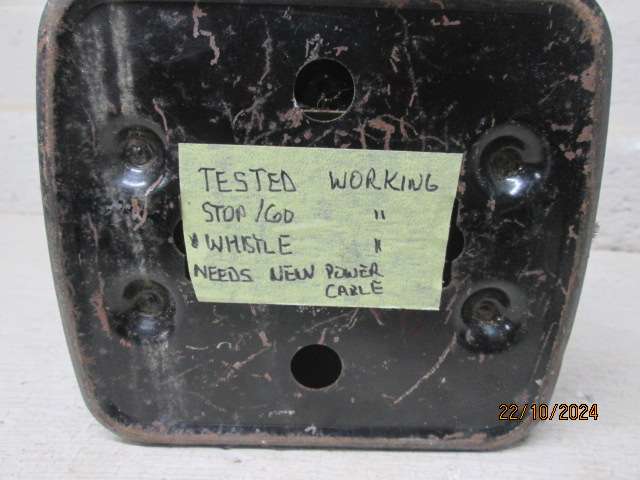 TESTED WORKING
STOP/GO "
* WHISTLE "
NEEDS NEW POWER
CABLE
22/10/2024